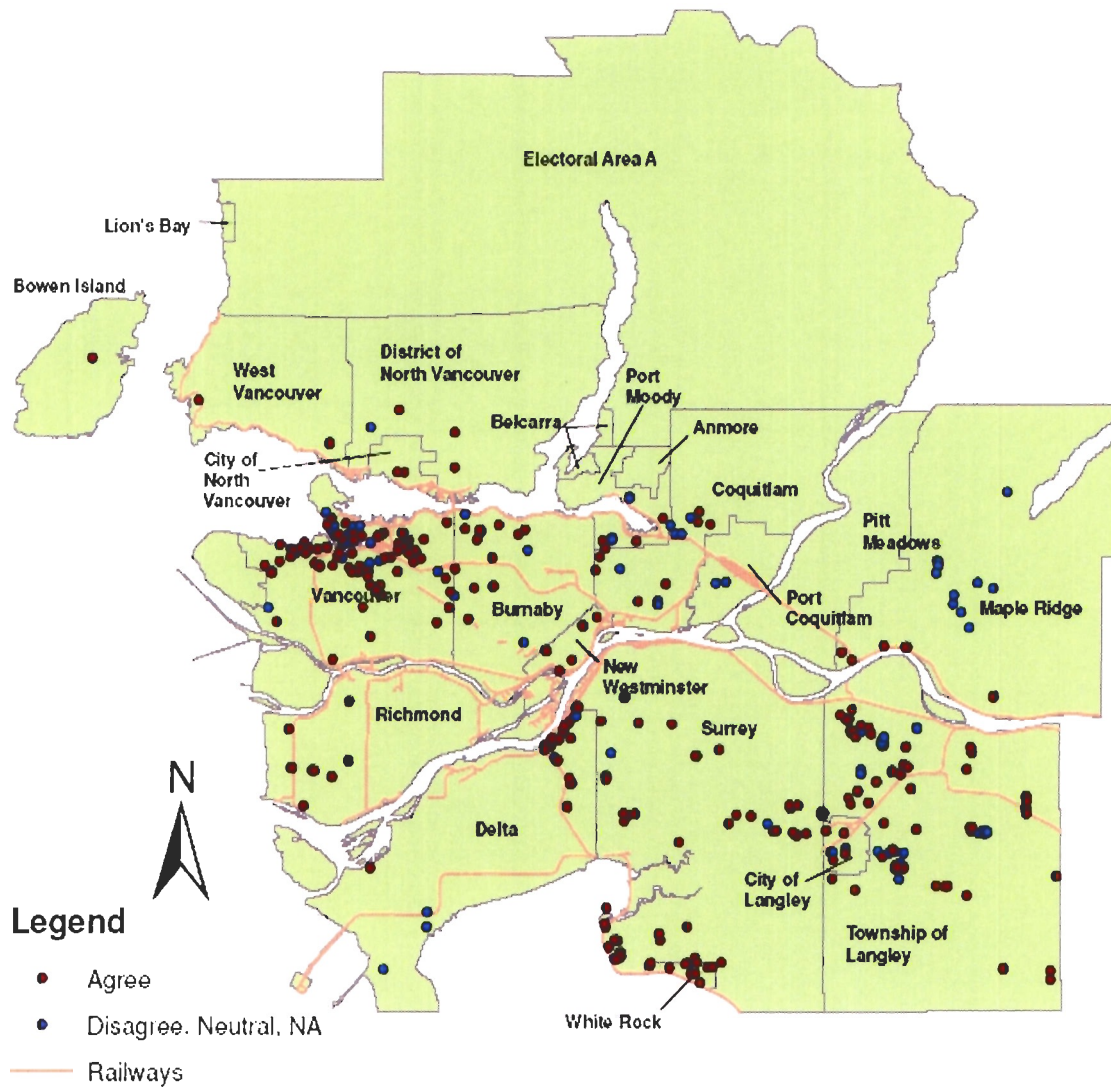 Electoral Area A
Lion's Bay
Bowen Island
West
Vancouver
District of
North Vancouver
Port
Moody
Belcarra
Anmore
City of
North
Vancouver
Coquitlam
Pitt
Meadows
Vancouver
Burnaby
Port
Coquitlam
Maple Ridge
New
Westminster
Richmond
Surrey
N
Delta
City of
Langley
Township of
Langley
White Rock
Legend
Agree
Disagree. Neutral, NA
Railways